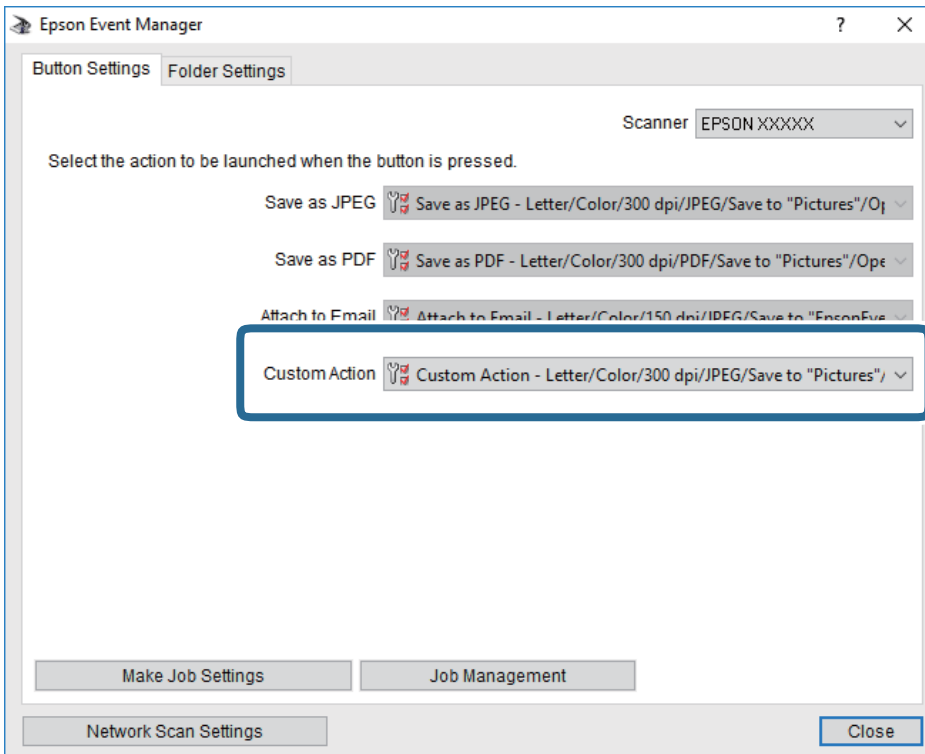 Epson Event Manager
Button Settings Folder Settings
Scanner EPSON XXXXX
Select the action to be launched when the button is pressed.
Save as JPEG Save as JPEG - Letter/Color/300 dpi/JPEG/Save to "Pictures"/Op
Save as PDF Save as PDF - Letter/Color/300 dpi/PDF/Save to "Pictures"/Ope
Attach to Email Attach to Email - Letter/Color/150 dpi/JPEG/Save to "EpsonEve
Custom Action Custom Action - Letter/Color/300 dpi/JPEG/Save to "Pictures"/
Make Job Settings Job Management
Network Scan Settings Close